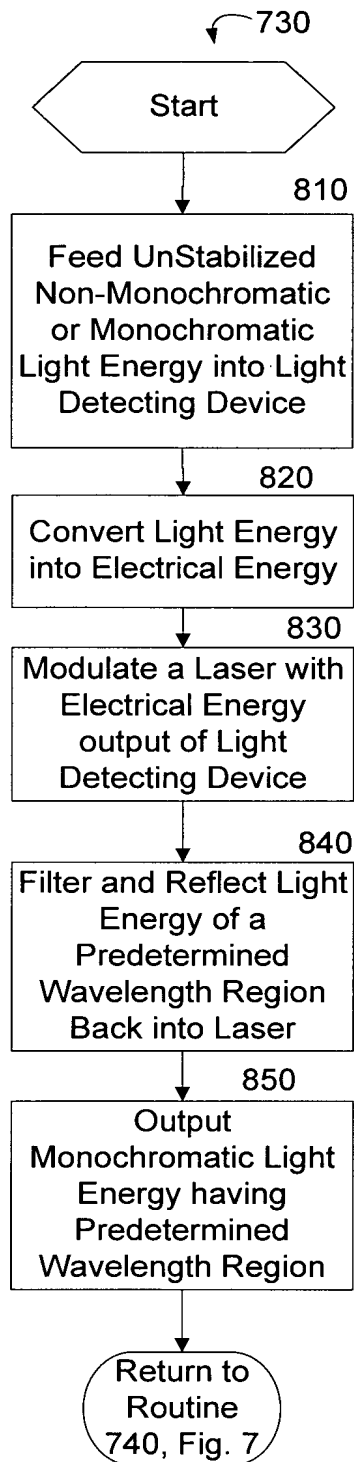 730
Start
810
Feed UnStabilized
Non-Monochromatic
or Monochromatic
Light Energy into Light
Detecting Device
820
Convert Light Energy
into Electrical Energy
830
Modulate a Laser with
Electrical Energy
output of Light
Detecting Device
840
Filter and Reflect Light
Energy of a
Predetermined
Wavelength Region
Back into Laser
850
Output
Monochromatic Light
Energy having
Predetermined
Wavelength Region
Return to
Routine
740, Fig. 7